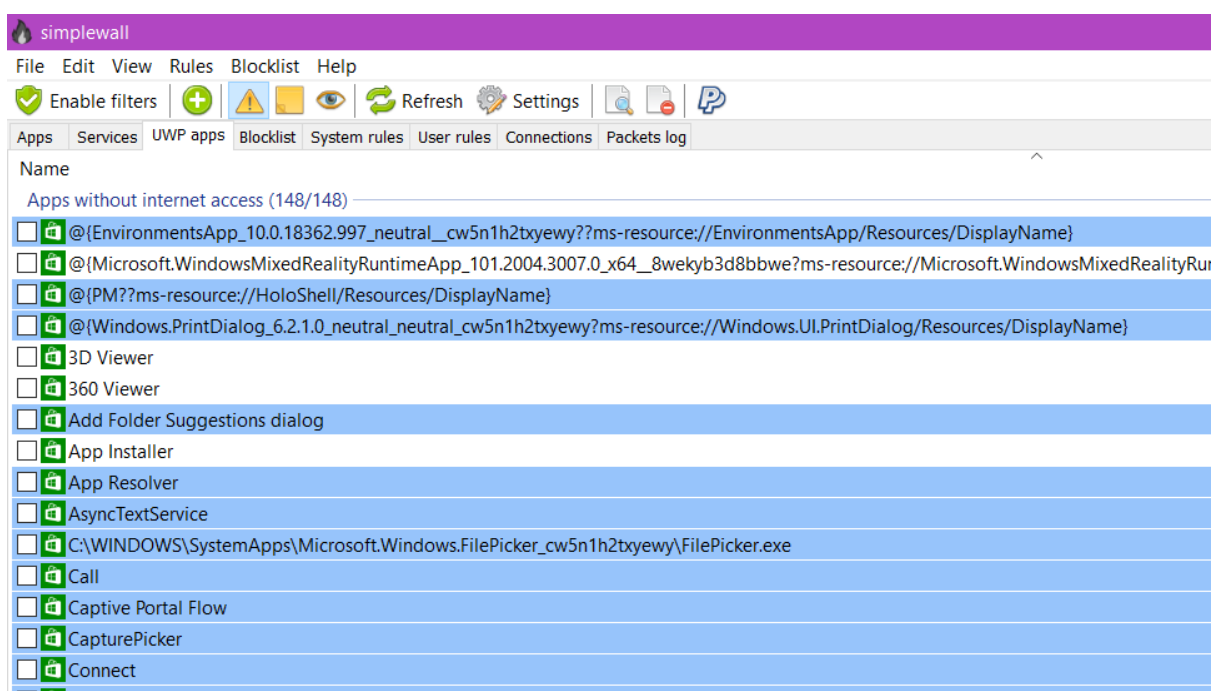 simplewall
File Edit View Rules Blocklist Help
Enable filters Refresh Settings
Apps Services UWP apps Blocklist System rules User rules Connections Packets log
Name
Apps without internet access (148/148)
@{EnvironmentsApp_10.0.18362.997_neutral__cw5n1h2txyewy??ms-resource://EnvironmentsApp/Resources/DisplayName}
@{Microsoft.WindowsMixedRealityRuntimeApp_101.2004.3007.0_x64__8wekyb3d8bbwe?ms-resource://Microsoft.WindowsMixedRealityRu
@{PM??ms-resource://HoloShell/Resources/DisplayName}
@{Windows.PrintDialog_6.2.1.0_neutral_neutral_cw5n1h2txyewy?ms-resource://Windows.UI.PrintDialog/Resources/DisplayName}
3D Viewer
360 Viewer
Add Folder Suggestions dialog
App Installer
App Resolver
AsyncTextService
C:\WINDOWS\SystemApps\Microsoft.Windows.FilePicker_cw5n1h2txyewy\FilePicker.exe
Call
Captive Portal Flow
CapturePicker
Connect